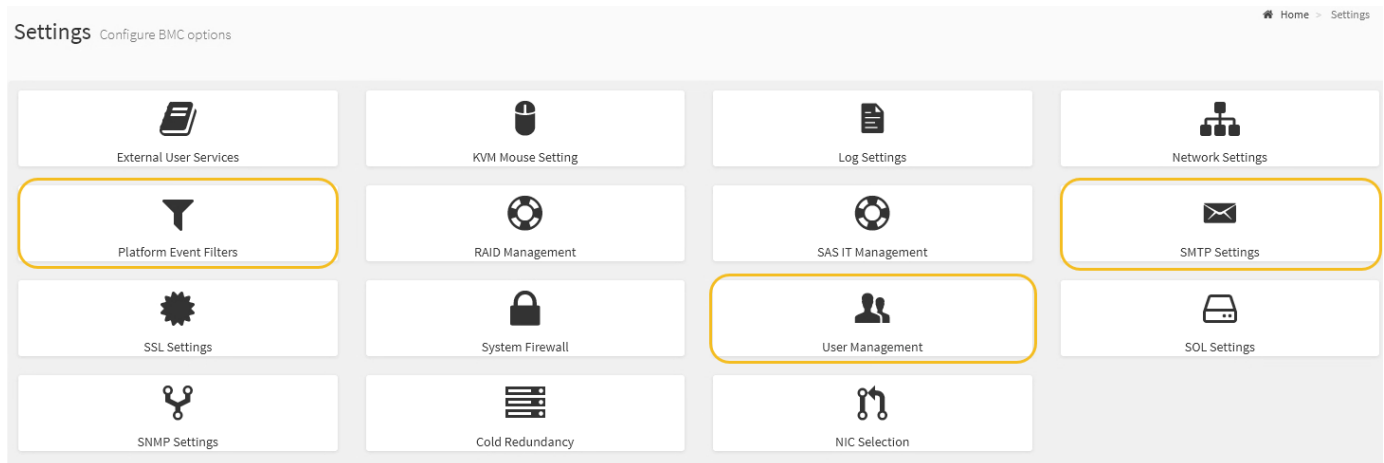 Home > Settings
Settings Configure BMC options
External User Services
KVM Mouse Setting
Log Settings
Network Settings
Platform Event Filters
RAID Management
SAS IT Management
SMTP Settings
SSL Settings
System Firewall
User Management
SOL Settings
SNMP Settings
Cold Redundancy
NIC Selection